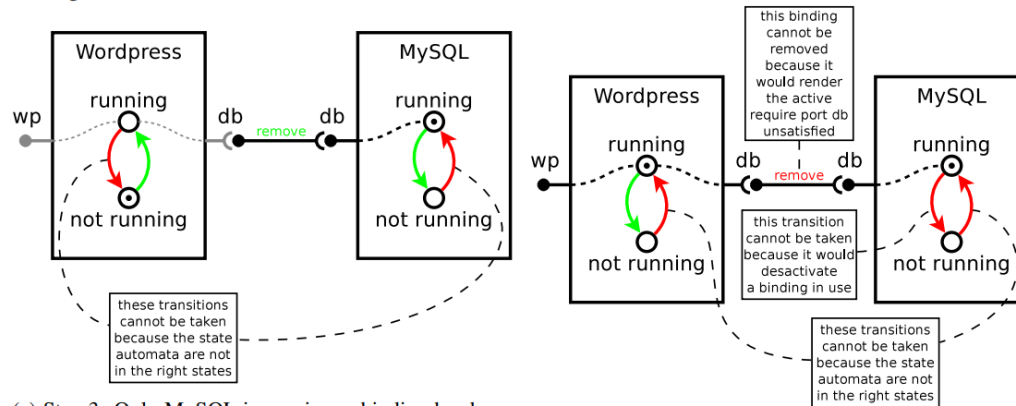 Wordpress
MySQL
running
running
wp
db
remove
db
not running
not running
these transitions
cannot be taken
because the state
automata are not
in the right states
this binding
cannot be
removed
because it
would render
the active
require port db
unsatisfied
Wordpress
MySQL
running
running
wp
db
remove
db
not running
not running
this transition
cannot be taken
because it would
desactivate
a binding in use
these transitions
cannot be taken
because the state
automata are not
in the right states